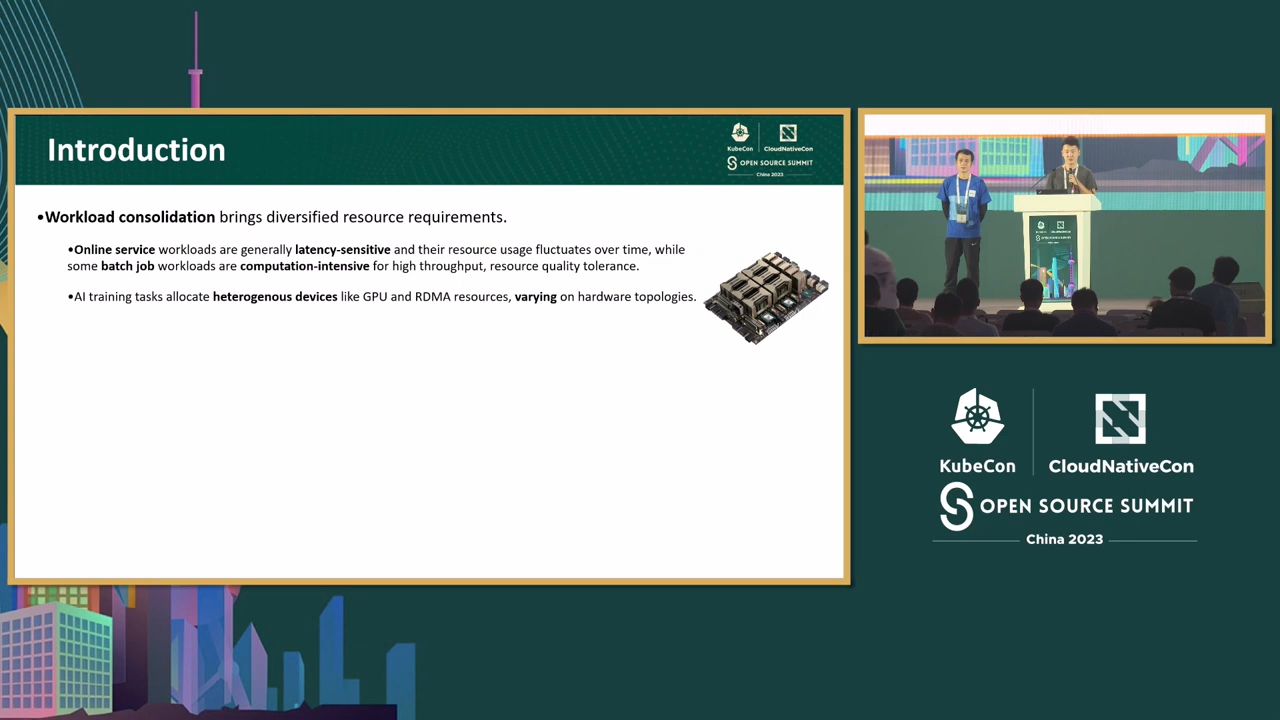 Introduction
KubeCon
CloudNativeCon
OPEN SOURCE SUMMIT
China 2023
•Workload consolidation brings diversified resource requirements.
•Online service workloads are generally latency-sensitive and their resource usage fluctuates over time, while
some batch job workloads are computation-intensive for high throughput, resource quality tolerance.
•AI training tasks allocate heterogenous devices like GPU and RDMA resources, varying on hardware topologies.
KubeCon
CloudNativeCon
OPEN SOURCE SUMMIT
China 2023